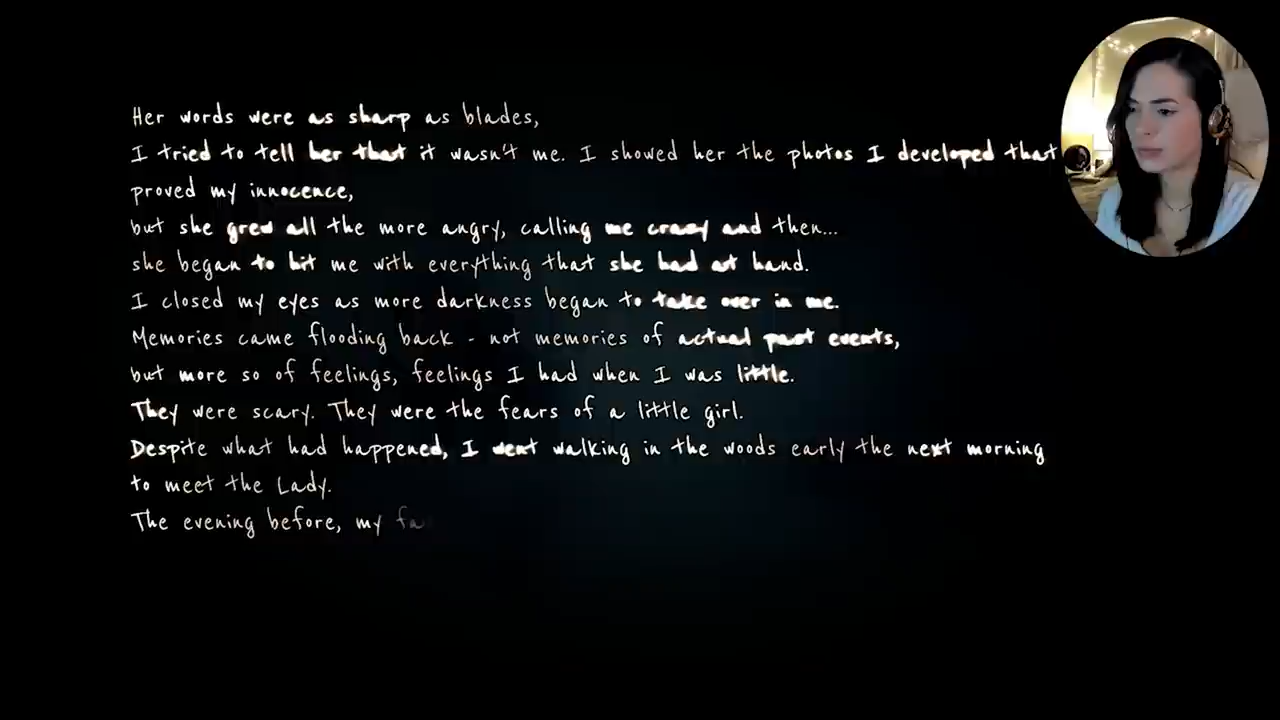 Her words were as sharp as blades,
I tried to tell her that it wasn't me. I showed her the photos I developed that
proved my innocence,
but she grew all the more angry, calling me crazy and then...
she began to hit me with everything that she had at hand.
I closed my eyes as more darkness began to take over in me.
Memories came flooding back - not memories of actual past events,
but more so of feelings, feelings I had when I was little.
They were scary. They were the fears of a little girl.
Despite what had happened, I went walking in the woods early the next morning
to meet the Lady.
The evening before, my